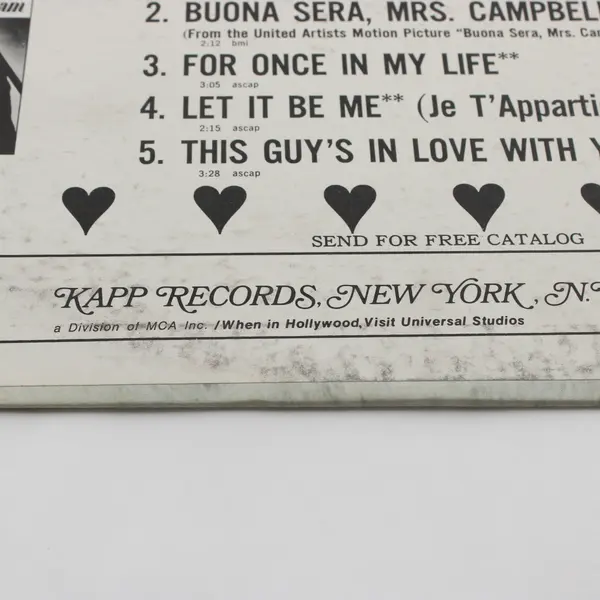 am
2. BUONA SERA, MRS. CAMPBEL
(From the United Artists Motion Picture "Buona Sera, Mrs. Ca
2:12 bmi
3. FOR ONCE IN MY LIFE**
3:05 ascap
4. LET IT BE ME** (Je T'Apparti
2:15 ascap
5. THIS GUY'S IN LOVE WITH
3:28 ascap
SEND FOR FREE CATALOG
KAPP RECORDS, NEW YORK, N.
a Division of MCA Inc. / When in Hollywood, Visit Universal Studios